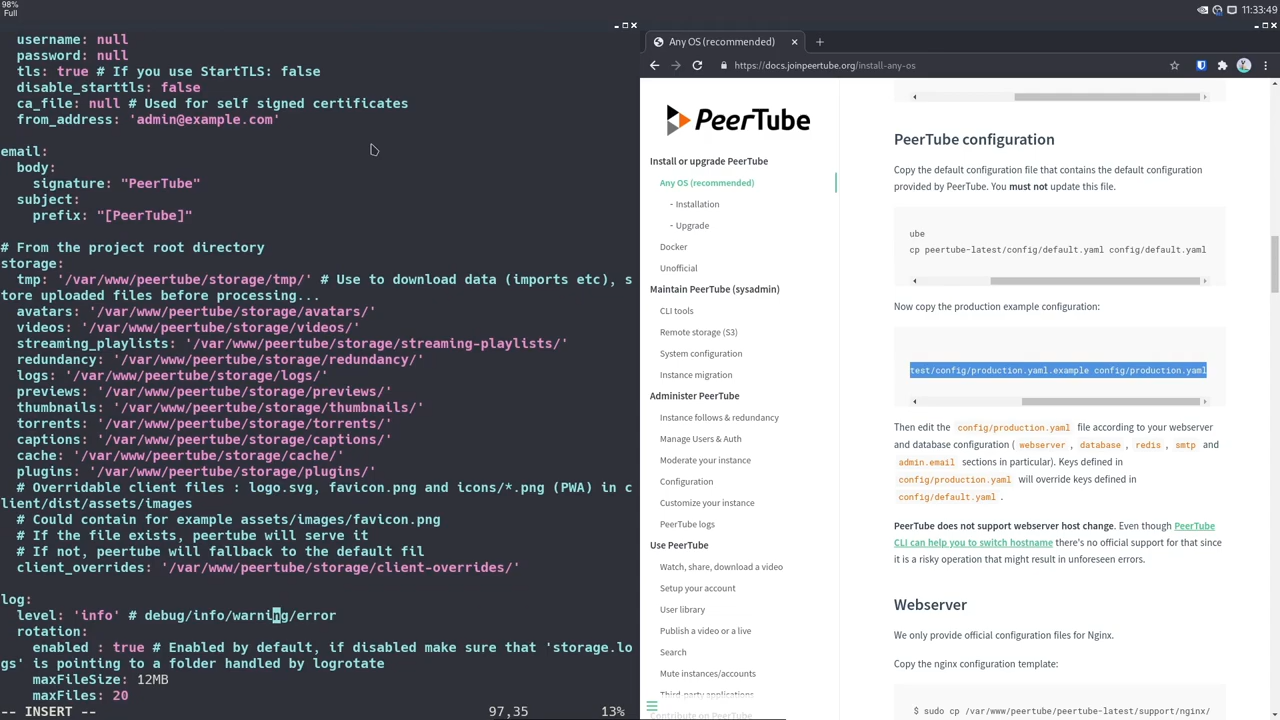 98%
Full
11:33:49
username: null
password: null
tls: true # If you use StartTLS: false
disable_starttls: false
ca_file: null # Used for self signed certificates
from_address: 'admin@example.com'
email:
body:
signature: "PeerTube"
subject:
prefix: "[PeerTube]"
# From the project root directory
storage:
tmp: '/var/www/peertube/storage/tmp/' # Use to download data (imports etc), s
tore uploaded files before processing...
avatars: '/var/www/peertube/storage/avatars/'
videos: '/var/www/peertube/storage/videos/'
streaming_playlists: '/var/www/peertube/storage/streaming-playlists/'
redundancy: '/var/www/peertube/storage/redundancy/'
logs: '/var/www/peertube/storage/logs/'
previews: '/var/www/peertube/storage/previews/'
thumbnails: '/var/www/peertube/storage/thumbnails/'
torrents: '/var/www/peertube/storage/torrents/'
captions: '/var/www/peertube/storage/captions/'
cache: '/var/www/peertube/storage/cache/'
plugins: '/var/www/peertube/storage/plugins/'
# Overridable client files : logo.svg, favicon.png and icons/*.png (PWA) in c
lient/dist/assets/images
# Could contain for example assets/images/favicon.png
# If the file exists, peertube will serve it
# If not, peertube will fallback to the default fil
client_overrides: '/var/www/peertube/storage/client-overrides/'
log:
level: 'info' # debug/info/warning/error
rotation:
enabled : true # Enabled by default, if disabled make sure that 'storage.lo
gs' is pointing to a folder handled by logrotate
maxFileSize: 12MB
maxFiles: 20
-- INSERT --
97,35
13%
Any OS (recommended)
https://docs.joinpeertube.org/install-any-os
PeerTube
Install or upgrade PeerTube
Any OS (recommended)
- Installation
- Upgrade
Docker
Unofficial
Maintain PeerTube (sysadmin)
CLI tools
Remote storage (S3)
System configuration
Instance migration
Administer PeerTube
Instance follows & redundancy
Manage Users & Auth
Moderate your instance
Configuration
Customize your instance
PeerTube logs
Use PeerTube
Watch, share, download a video
Setup your account
User library
Publish a video or a live
Search
Mute instances/accounts
Third-party applications
Contribute on PeerTube
PeerTube configuration
Copy the default configuration file that contains the default configuration
provided by PeerTube. You must not update this file.
ube
cp peertube-latest/config/default.yaml config/default.yaml
Now copy the production example configuration:
test/config/production.yaml.example config/production.yaml
Then edit the config/production.yaml file according to your webserver
and database configuration ( webserver , database , redis , smtp and
admin.email sections in particular). Keys defined in
config/production.yaml will override keys defined in
config/default.yaml .
PeerTube does not support webserver host change. Even though PeerTube
CLI can help you to switch hostname there's no official support for that since
it is a risky operation that might result in unforeseen errors.
Webserver
We only provide official configuration files for Nginx.
Copy the nginx configuration template:
$ sudo cp /var/www/peertube/peertube-latest/support/nginx/